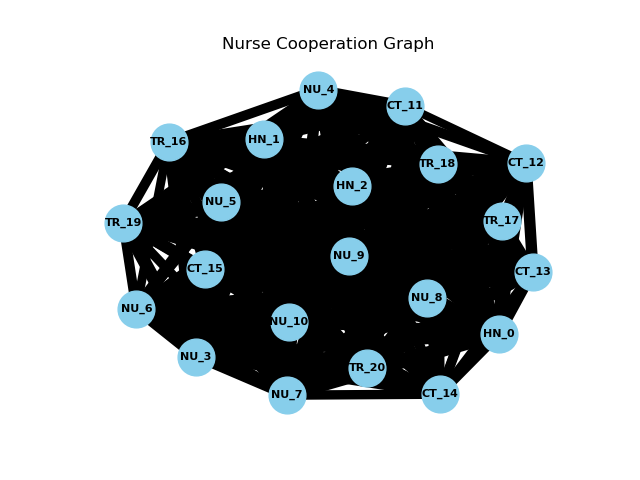 Nurse Cooperation Graph
NU_4
CT_11
TR_16
HN_1
TR_18
CT_12
HN_2
NU_5
TR_19
TR_17
NU_9
CT_15
CT_13
NU_8
NU_6
NU_10
HN_0
NU_3
TR_20
NU_7
CT_14